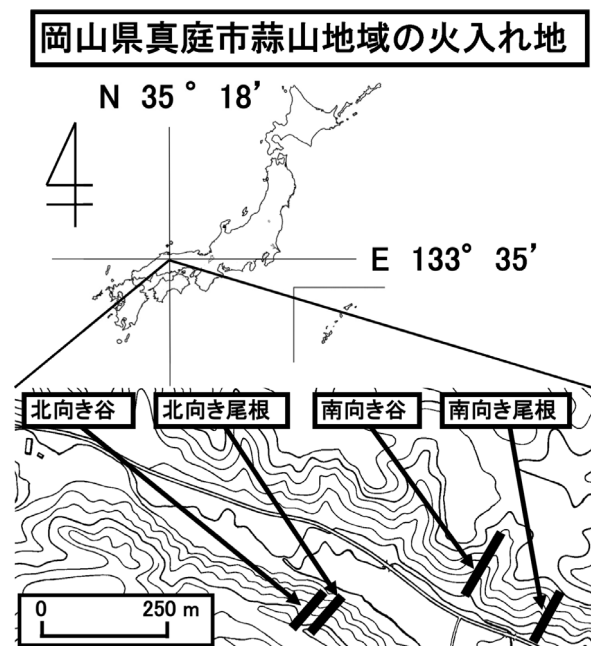 岡山県真庭市蒜山地域の火入れ地
N 35° 18’
E 133° 35’
北向き谷
北向き尾根
南向き谷
南向き尾根
0
250 m